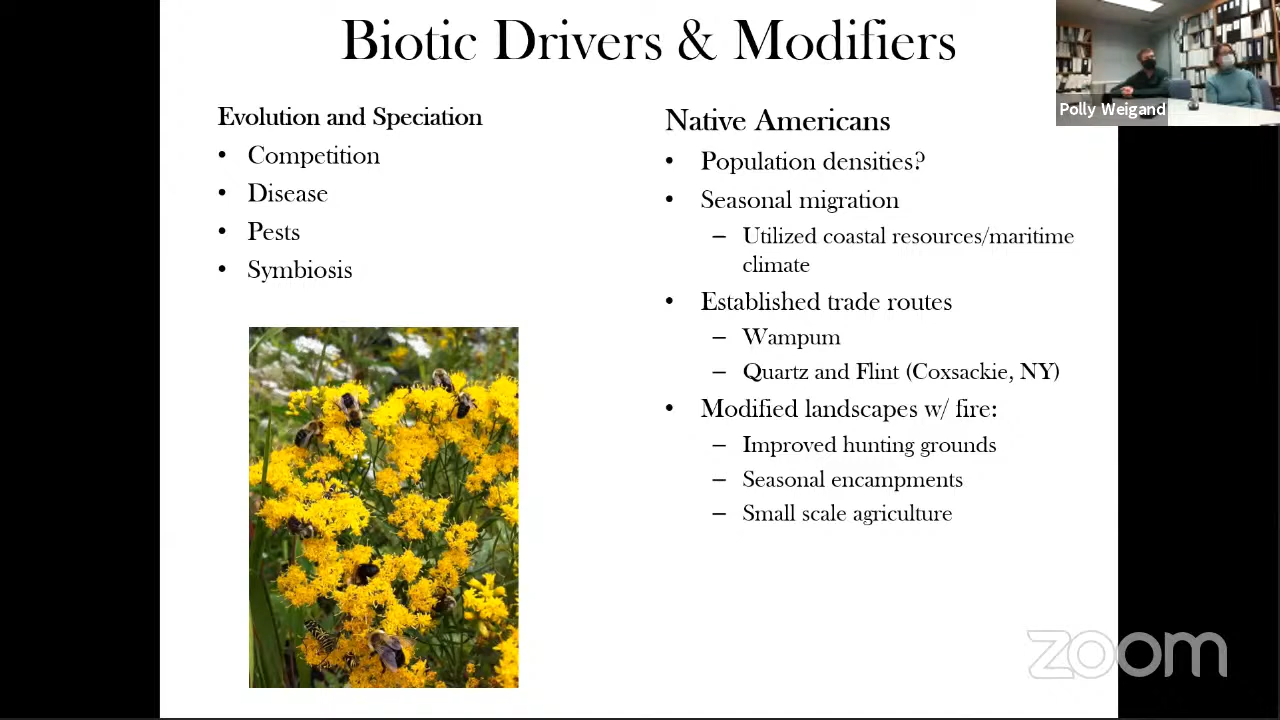 Biotic Drivers & Modifiers
Polly Weigand
Evolution and Speciation
• Competition
• Disease
• Pests
• Symbiosis
Native Americans
• Population densities?
• Seasonal migration
– Utilized coastal resources/maritime
climate
• Established trade routes
– Wampum
– Quartz and Flint (Coxsackie, NY)
• Modified landscapes w/ fire:
– Improved hunting grounds
– Seasonal encampments
– Small scale agriculture
zoom